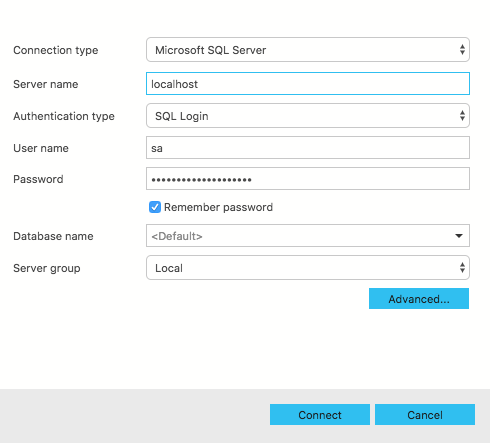 Connection type Microsoft SQL Server
Server name localhost
Authentication type SQL Login
User name sa
Password ••••••••••••••••••••
Remember password
Database name <Default>
Server group Local
Advanced...
Connect Cancel